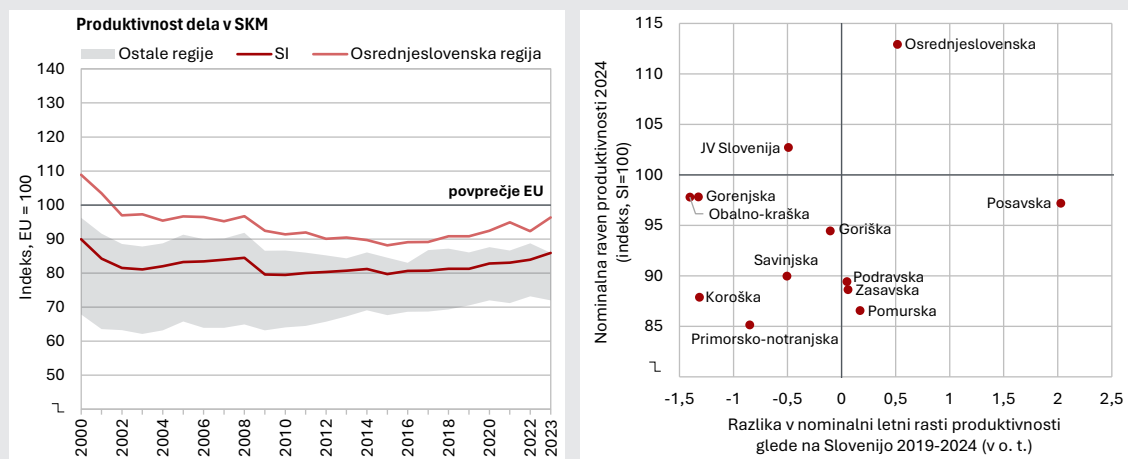 Produktivnost dela v SKM
Ostale regije
SI
Osrednjeslovenska regija
Indeks, EU = 100
140
130
120
110
100
90
80
70
60
50
povprečje EU
2000
2002
2004
2006
2008
2010
2012
2014
2016
2018
2020
2022
2023
Nominalna raven produktivnosti 2024
(indeks, SI=100)
115
110
105
100
95
90
85
Osrednjeslovenska
JV Slovenija
Gorenjska
Obalno-kraška
Posavska
Goriška
Savinjska
Podravska
Zasavska
Koroška
Pomurska
Primorsko-notranjska
-1,5
-1
-0,5
0
0,5
1
1,5
2
2,5
Razlika v nominalni letni rasti produktivnosti
glede na Slovenijo 2019-2024 (v o. t.)